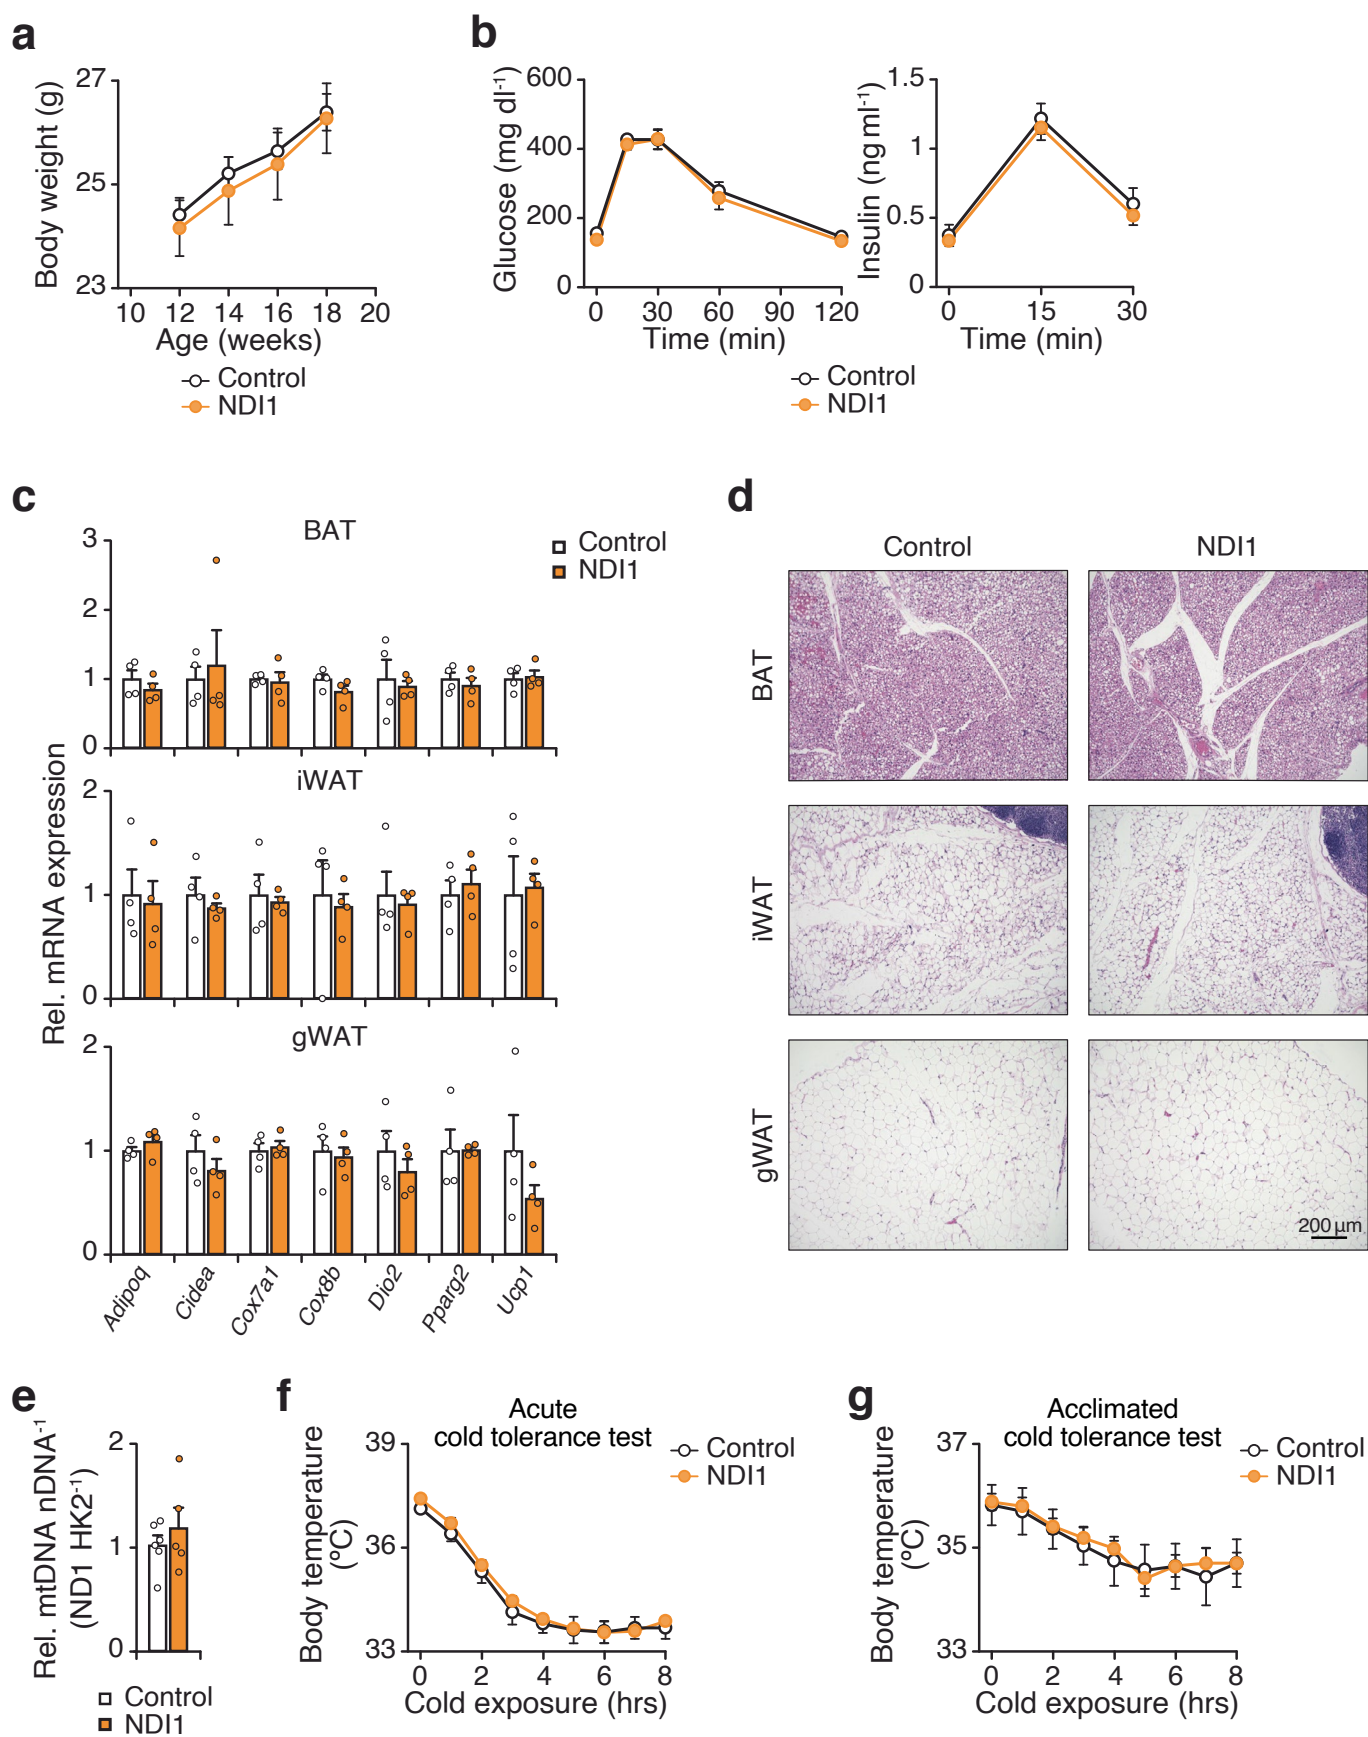 a
27
25
23
Body weight (g)
10 12 14 16 18 20
Age (weeks)
Control
NDI1
b
600
400
200
0
Glucose (mg dl⁻¹)
0 30 60 90 120
Time (min)
1.5
1
0.5
0
Insulin (ng ml⁻¹)
0 15 30
Time (min)
Control
NDI1
c
Rel. mRNA expression
BAT
Control
NDI1
3
2
1
0
iWAT
2
1
0
gWAT
2
1
0
Adipoq Cidea Cox7a1 Cox8b Dio2 Pparg2 Ucp1
d
Control NDI1
BAT
iWAT
gWAT
200 µm
e
Rel. mtDNA nDNA⁻¹
(ND1 HK2⁻¹)
2
1
0
Control
NDI1
f
Acute
cold tolerance test
Control
NDI1
Body temperature
(ºC)
39
36
33
0 2 4 6 8
Cold exposure (hrs)
g
Acclimated
cold tolerance test
Control
NDI1
Body temperature
(ºC)
37
35
33
0 2 4 6 8
Cold exposure (hrs)